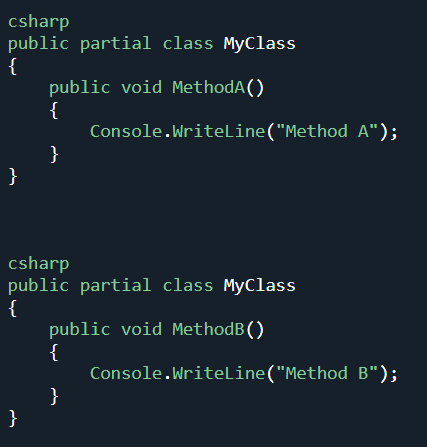 csharp
public partial class MyClass
{
    public void MethodA()
    {
        Console.WriteLine("Method A");
    }
}
csharp
public partial class MyClass
{
    public void MethodB()
    {
        Console.WriteLine("Method B");
    }
}